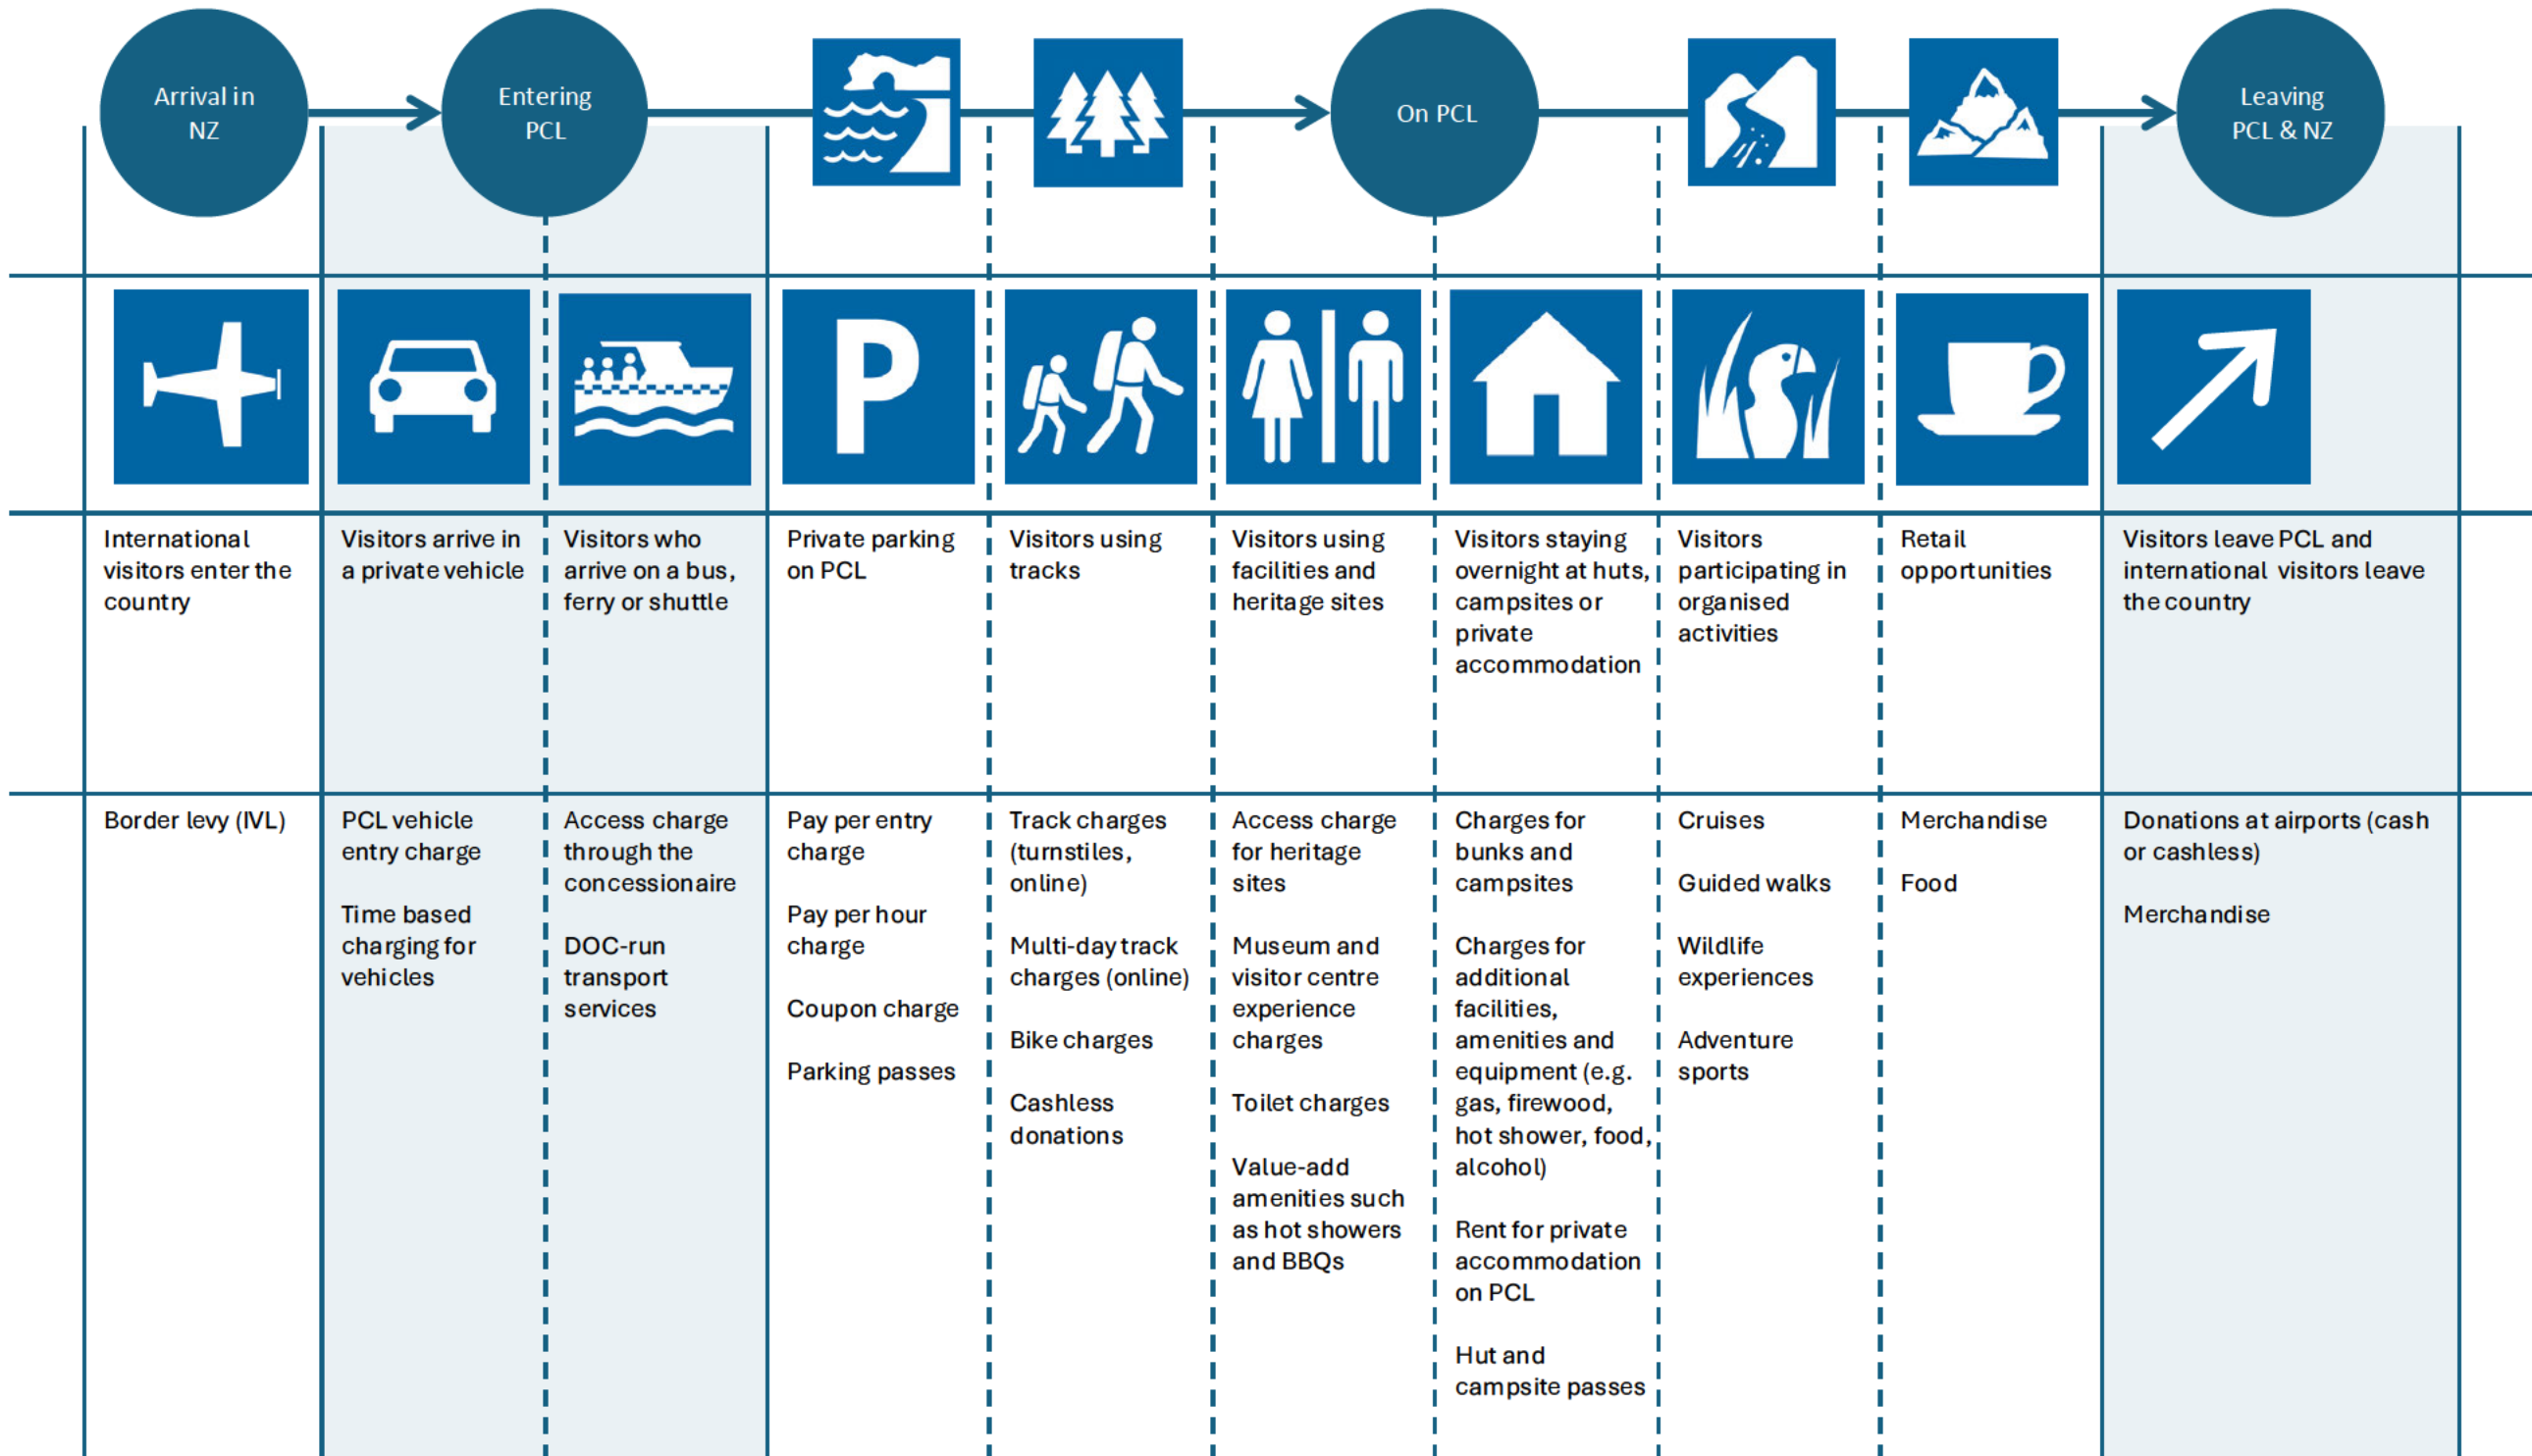 Arrival in
NZ
Entering
PCL
On PCL
Leaving
PCL & NZ
P
International
visitors enter the
country
Visitors arrive in
a private vehicle
Visitors who
arrive on a bus,
ferry or shuttle
Private parking
on PCL
Visitors using
tracks
Visitors using
facilities and
heritage sites
Visitors staying
overnight at huts,
campsites or
private
accommodation
Visitors
participating in
organised
activities
Retail
opportunities
Visitors leave PCL and
international visitors leave
the country
Border levy (IVL)
PCL vehicle
entry charge
Time based
charging for
vehicles
Access charge
through the
concessionaire
DOC-run
transport
services
Pay per entry
charge
Pay per hour
charge
Coupon charge
Parking passes
Track charges
(turnstiles,
online)
Multi-day track
charges (online)
Bike charges
Cashless
donations
Access charge
for heritage
sites
Museum and
visitor centre
experience
charges
Toilet charges
Value-add
amenities such
as hot showers
and BBQs
Charges for
bunks and
campsites
Charges for
additional
facilities,
amenities and
equipment (e.g.
gas, firewood,
hot shower, food,
alcohol)
Rent for private
accommodation
on PCL
Hut and
campsite passes
Cruises
Guided walks
Wildlife
experiences
Adventure
sports
Merchandise
Food
Donations at airports (cash
or cashless)
Merchandise